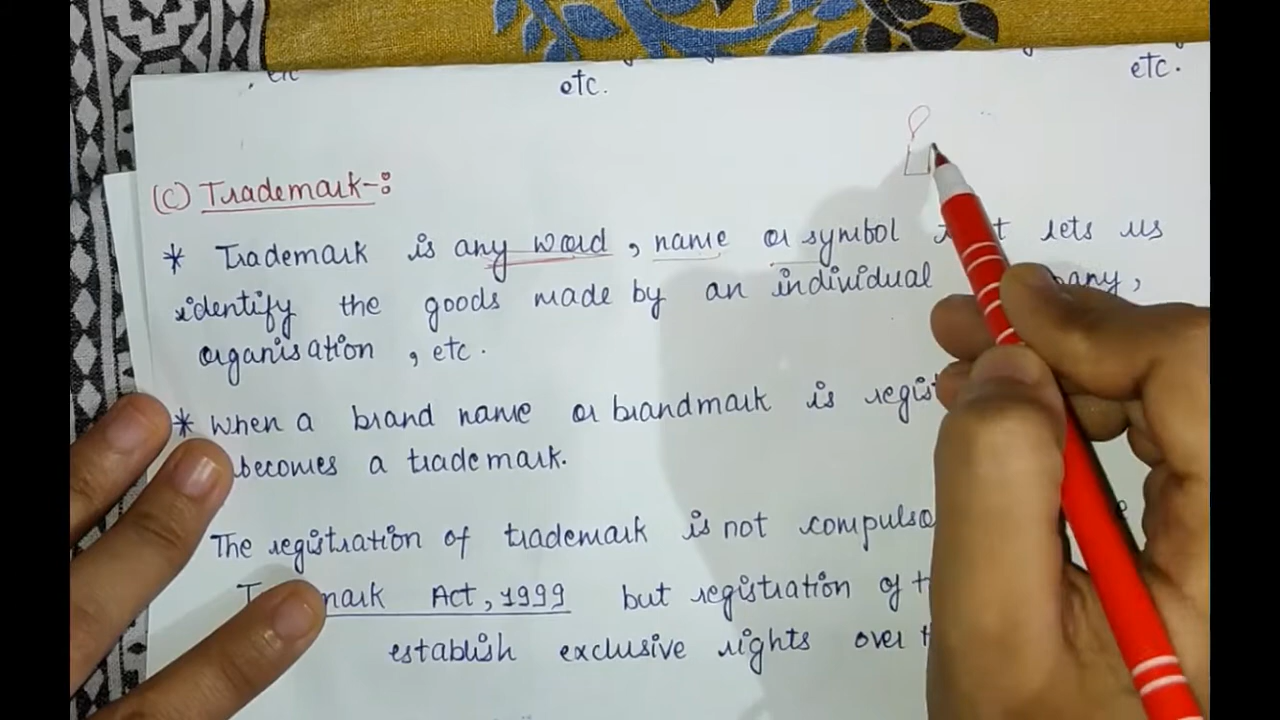 etc
etc.
etc.
(C) Trademark-:
* Trademark is any word, name or symbol lets us
identify the goods made by an individual
organisation, etc.
* When a brand name or brandmark is
becomes a trademark.
The registration of trademark is not
Act, 1999 but registration of
establish exclusive rights over